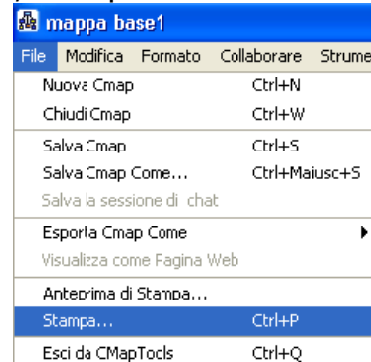 mappa base1
File Modifica Formato Collaborare Strume
Nuova Cmap Ctrl+N
Chiudi Cmap Ctrl+W
Salva Cmap Ctrl+S
Salva Cmap Come... Ctrl+Maiusc+S
Salva la sessione di chat
Esporta Cmap Come
Visualizza come Pagina Web
Anteprima di Stampa...
Stampa... Ctrl+P
Esci da CMapTools Ctrl+Q